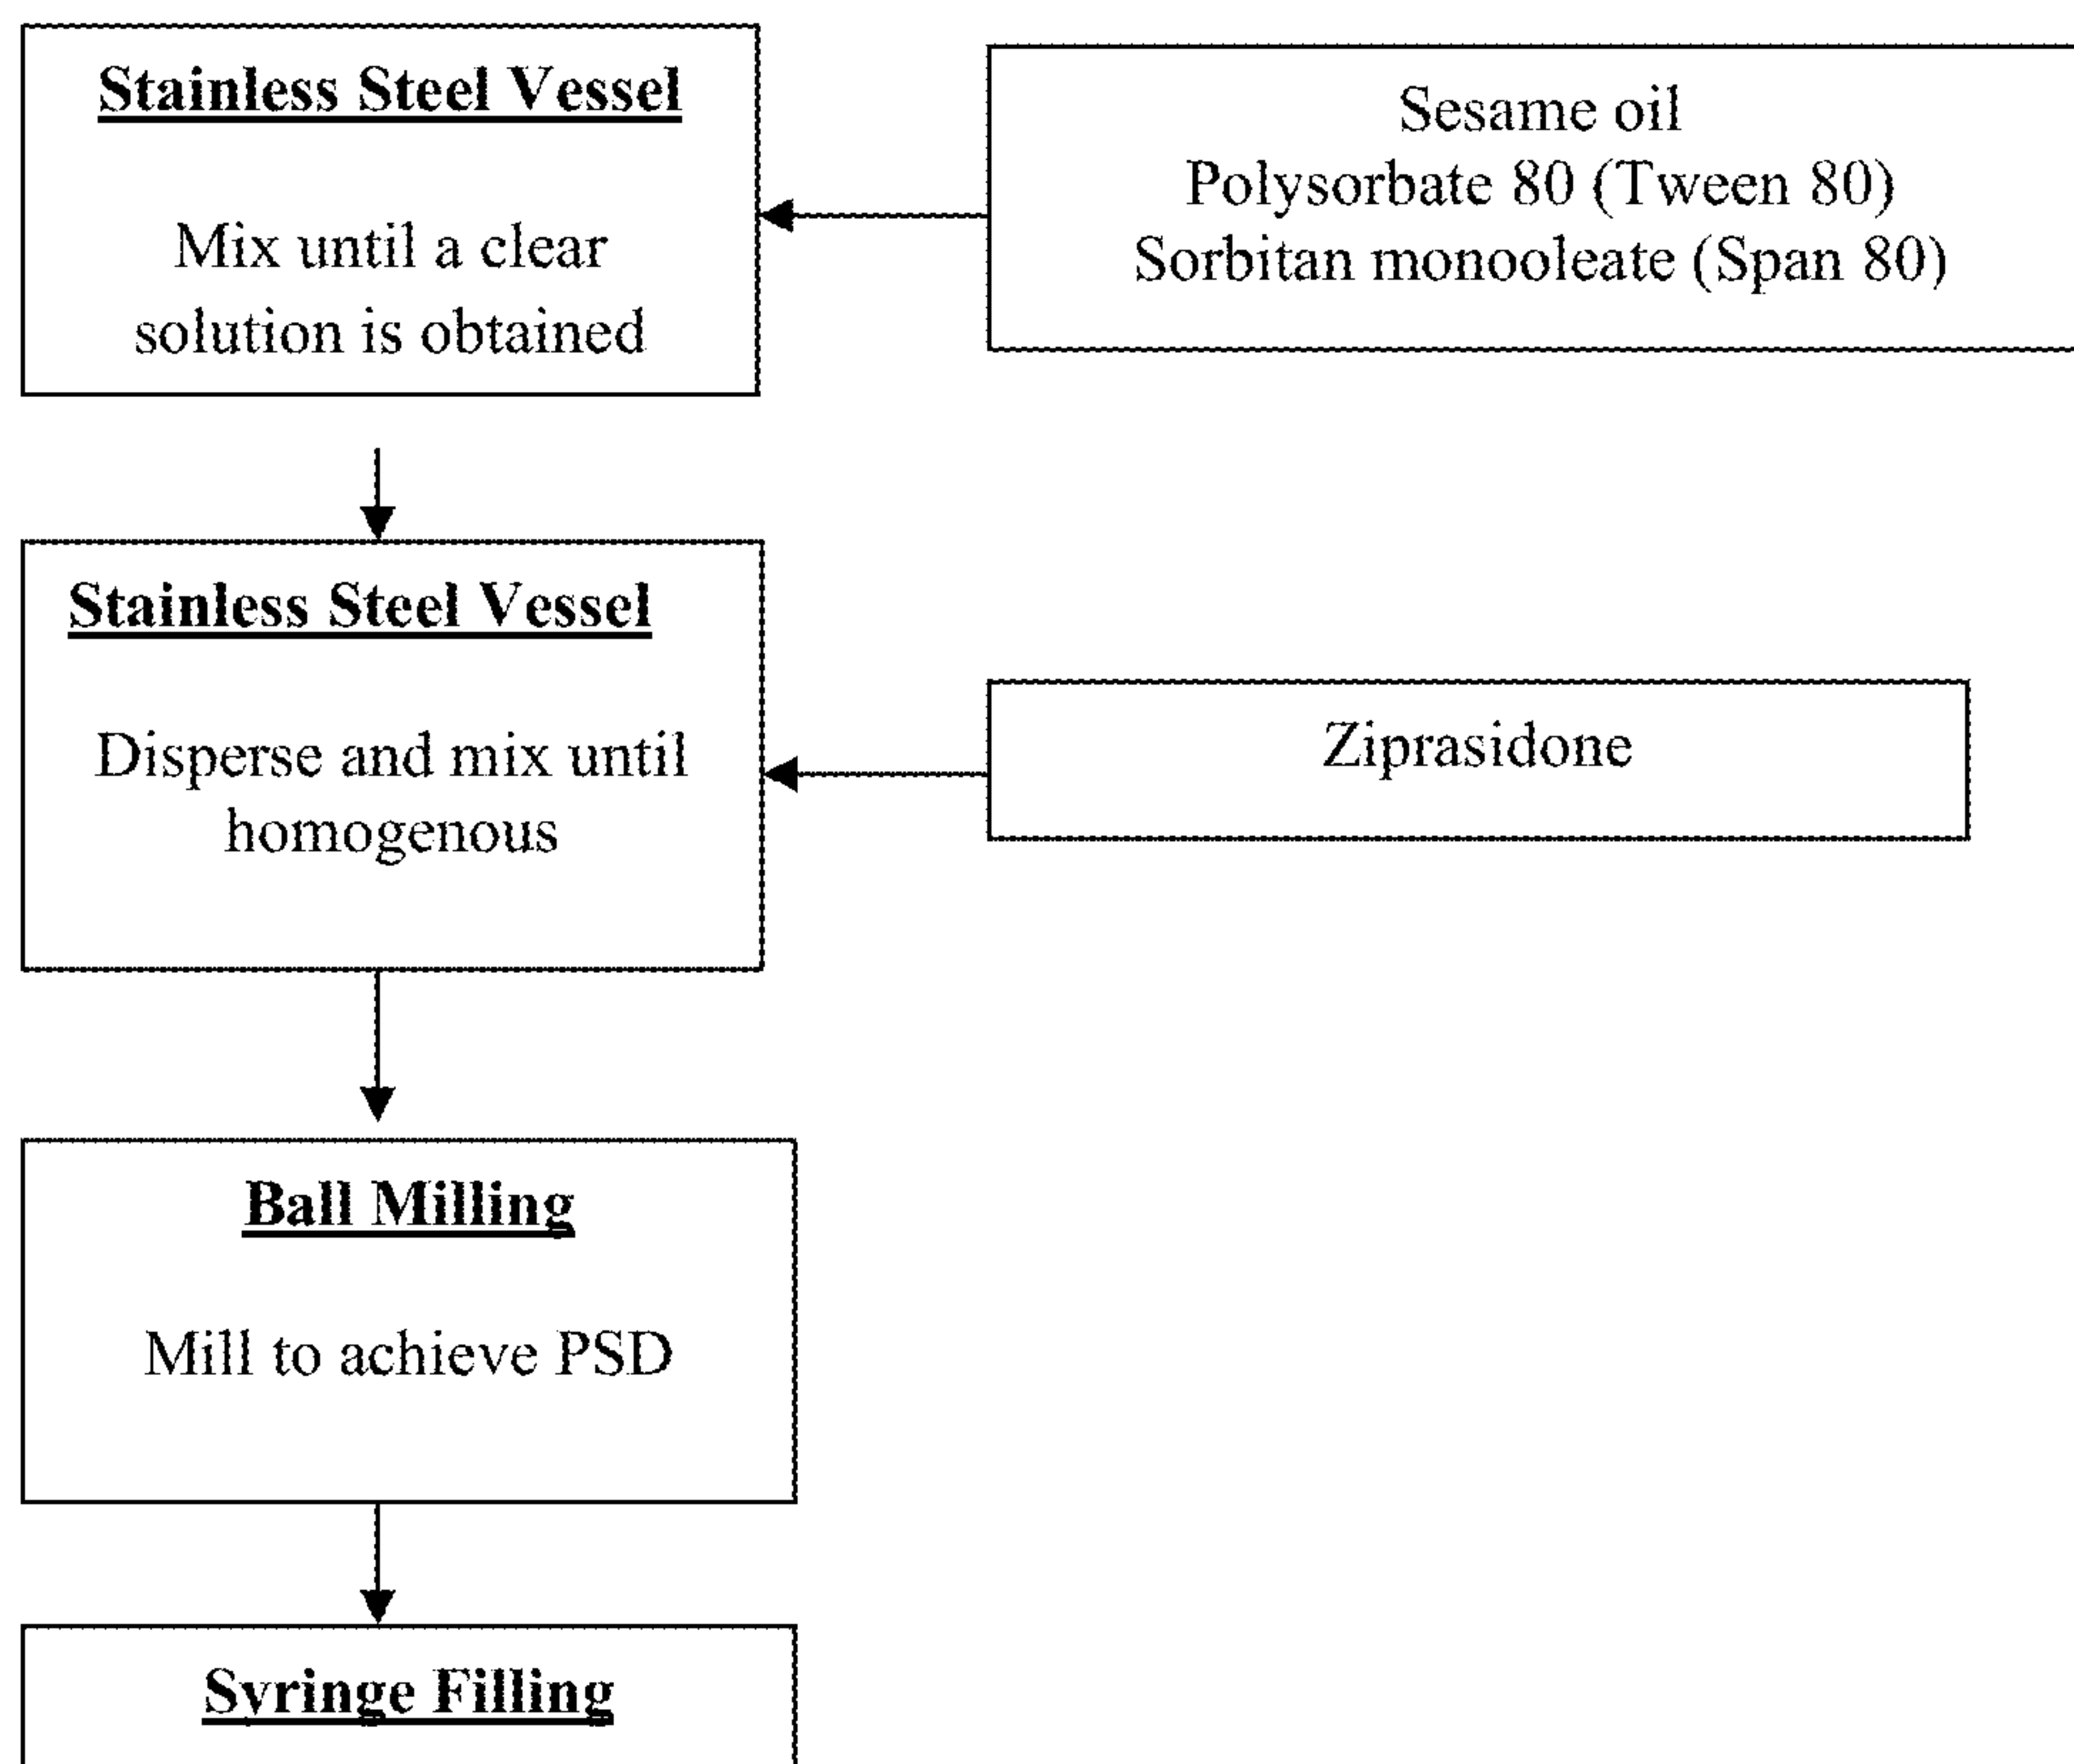 Stainless Steel Vessel
Mix until a clear
solution is obtained
Sesame oil
Polysorbate 80 (Tween 80)
Sorbitan monooleate (Span 80)
Stainless Steel Vessel
Disperse and mix until
homogenous
Ziprasidone
Ball Milling
Mill to achieve PSD
Syringe Filling